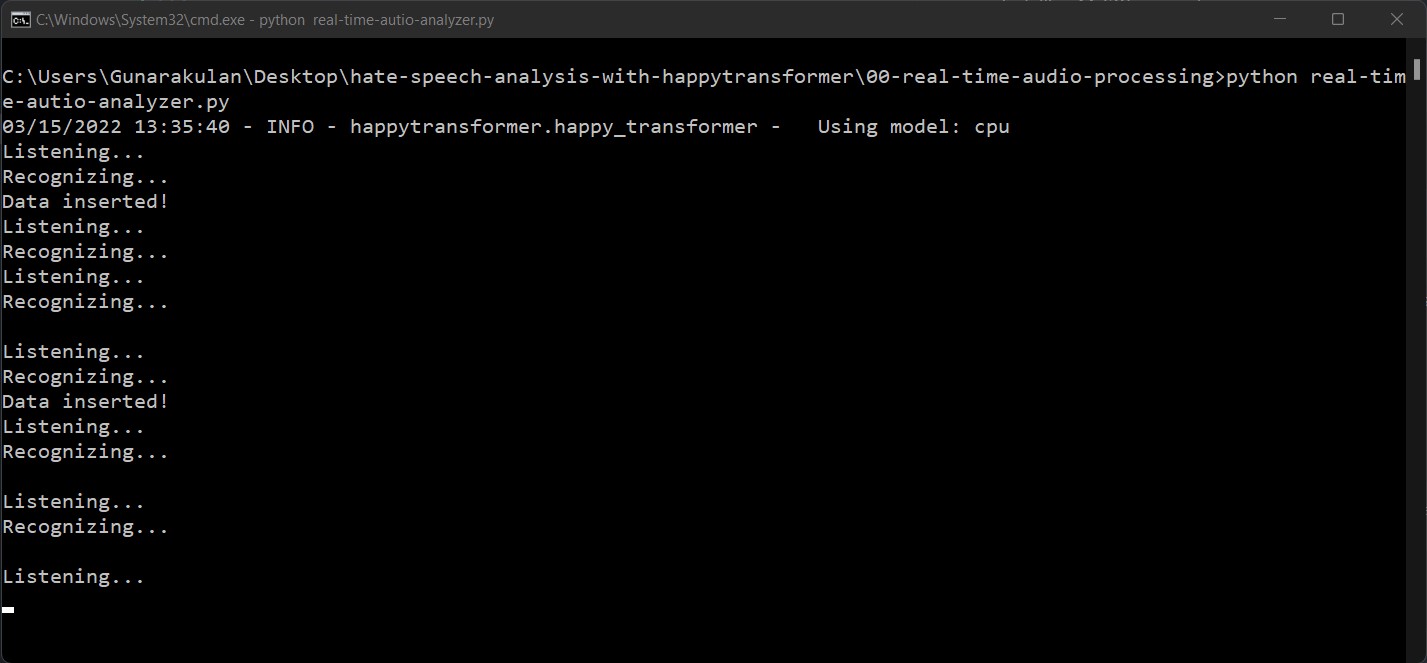 C:\Windows\System32\cmd.exe - python  real-time-autio-analyzer.py
C:\Users\Gunarakulan\Desktop\hate-speech-analysis-with-happytransformer\00-real-time-audio-processing>python real-tim
e-autio-analyzer.py
03/15/2022 13:35:40 - INFO - happytransformer.happy_transformer -   Using model: cpu
Listening...
Recognizing...
Data inserted!
Listening...
Recognizing...
Listening...
Recognizing...
Listening...
Recognizing...
Data inserted!
Listening...
Recognizing...
Listening...
Recognizing...
Listening...